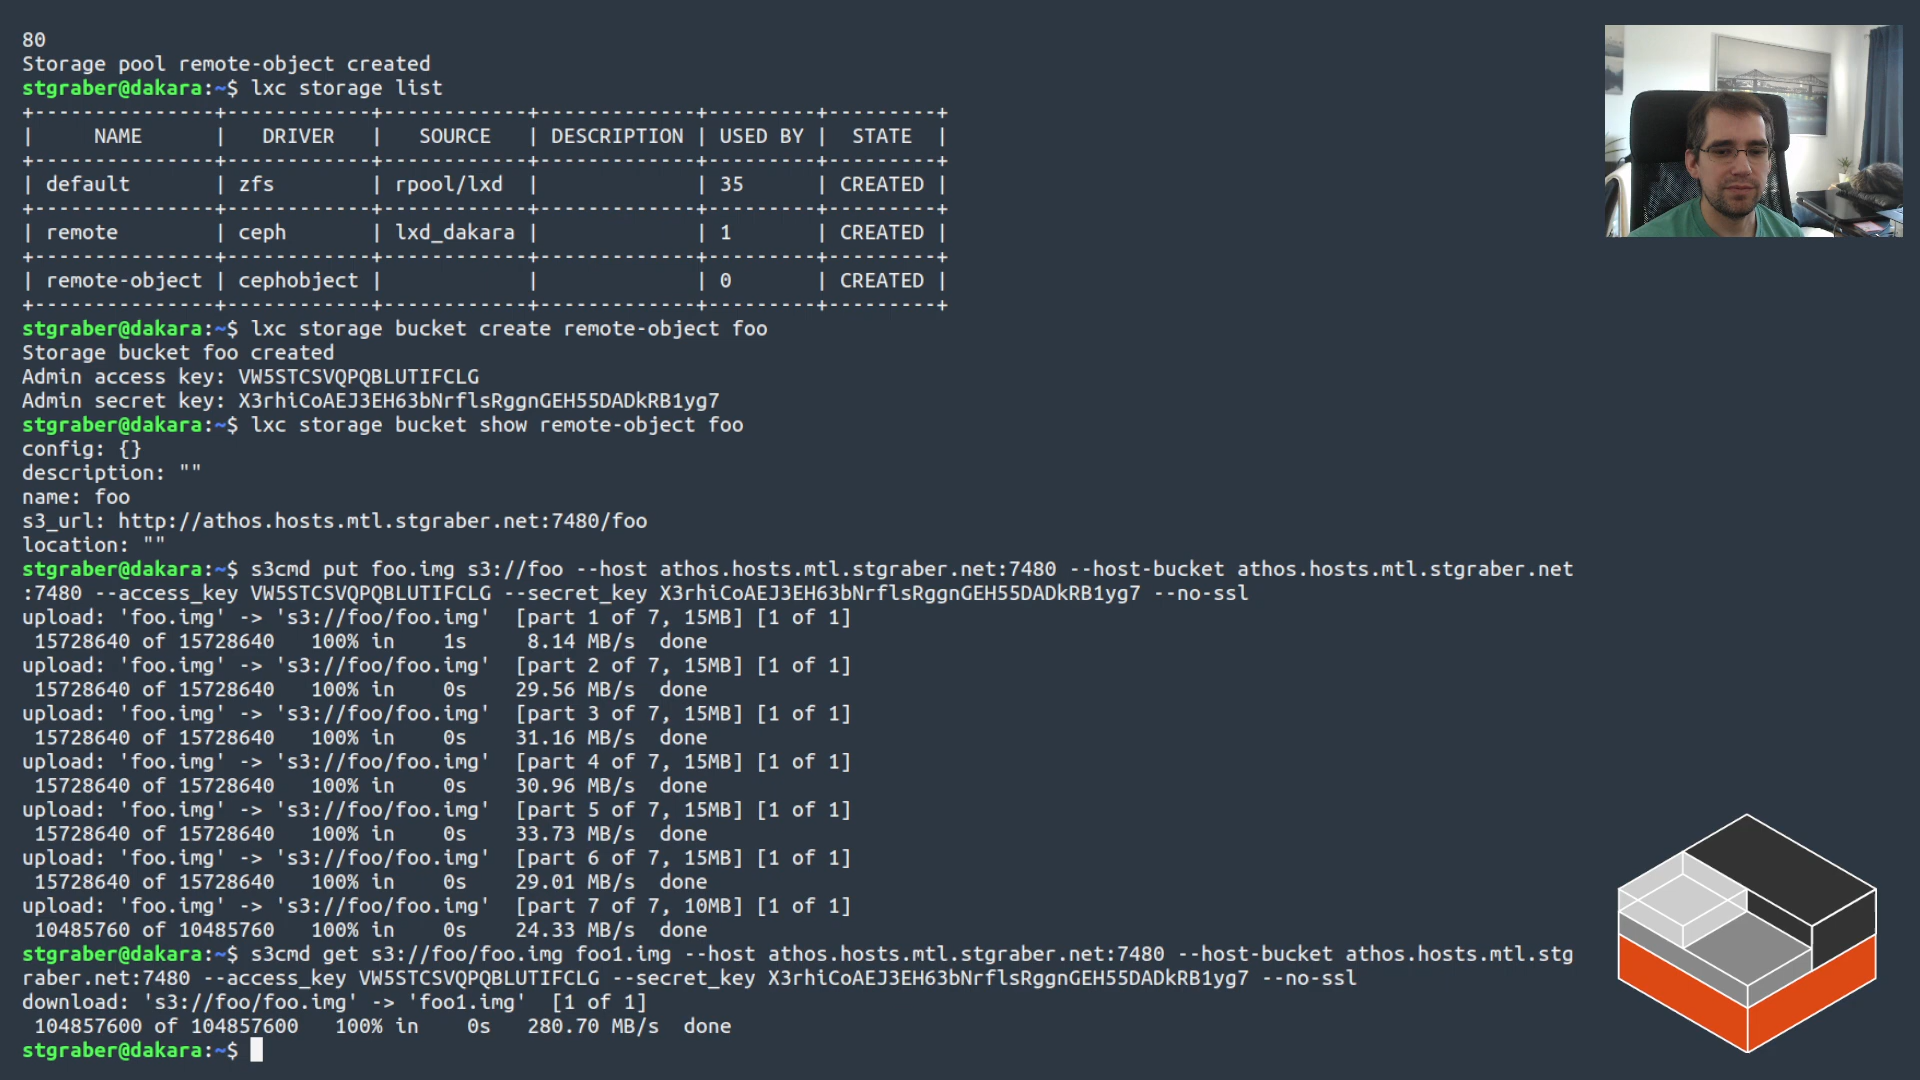 80
Storage pool remote-object created
stgraber@dakara:~$ lxc storage list
+---------------+------------+------------+-------------+---------+---------+
|     NAME      |   DRIVER   |   SOURCE   | DESCRIPTION | USED BY |  STATE  |
+---------------+------------+------------+-------------+---------+---------+
| default       | zfs        | rpool/lxd  |             | 35      | CREATED |
+---------------+------------+------------+-------------+---------+---------+
| remote        | ceph       | lxd_dakara |             | 1       | CREATED |
+---------------+------------+------------+-------------+---------+---------+
| remote-object | cephobject |            |             | 0       | CREATED |
+---------------+------------+------------+-------------+---------+---------+
stgraber@dakara:~$ lxc storage bucket create remote-object foo
Storage bucket foo created
Admin access key: VW5STCSVQPQBLUTIFCLG
Admin secret key: X3rhiCoAEJ3EH63bNrflsRggnGEH55DADkRB1yg7
stgraber@dakara:~$ lxc storage bucket show remote-object foo
config: {}
description: ""
name: foo
s3_url: http://athos.hosts.mtl.stgraber.net:7480/foo
location: ""
stgraber@dakara:~$ s3cmd put foo.img s3://foo --host athos.hosts.mtl.stgraber.net:7480 --host-bucket athos.hosts.mtl.stgraber.net
:7480 --access_key VW5STCSVQPQBLUTIFCLG --secret_key X3rhiCoAEJ3EH63bNrflsRggnGEH55DADkRB1yg7 --no-ssl
upload: 'foo.img' -> 's3://foo/foo.img'  [part 1 of 7, 15MB] [1 of 1]
 15728640 of 15728640   100% in    1s     8.14 MB/s  done
upload: 'foo.img' -> 's3://foo/foo.img'  [part 2 of 7, 15MB] [1 of 1]
 15728640 of 15728640   100% in    0s    29.56 MB/s  done
upload: 'foo.img' -> 's3://foo/foo.img'  [part 3 of 7, 15MB] [1 of 1]
 15728640 of 15728640   100% in    0s    31.16 MB/s  done
upload: 'foo.img' -> 's3://foo/foo.img'  [part 4 of 7, 15MB] [1 of 1]
 15728640 of 15728640   100% in    0s    30.96 MB/s  done
upload: 'foo.img' -> 's3://foo/foo.img'  [part 5 of 7, 15MB] [1 of 1]
 15728640 of 15728640   100% in    0s    33.73 MB/s  done
upload: 'foo.img' -> 's3://foo/foo.img'  [part 6 of 7, 15MB] [1 of 1]
 15728640 of 15728640   100% in    0s    29.01 MB/s  done
upload: 'foo.img' -> 's3://foo/foo.img'  [part 7 of 7, 10MB] [1 of 1]
 10485760 of 10485760   100% in    0s    24.33 MB/s  done
stgraber@dakara:~$ s3cmd get s3://foo/foo.img foo1.img --host athos.hosts.mtl.stgraber.net:7480 --host-bucket athos.hosts.mtl.stg
raber.net:7480 --access_key VW5STCSVQPQBLUTIFCLG --secret_key X3rhiCoAEJ3EH63bNrflsRggnGEH55DADkRB1yg7 --no-ssl
download: 's3://foo/foo.img' -> 'foo1.img'  [1 of 1]
 104857600 of 104857600   100% in    0s   280.70 MB/s  done
stgraber@dakara:~$